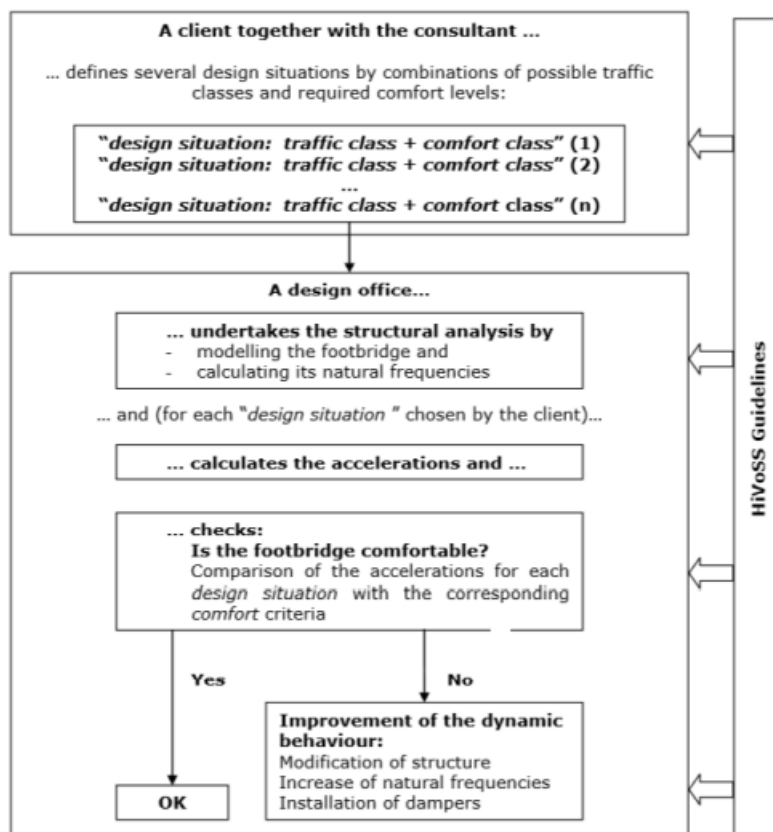 A client together with the consultant ...
... defines several design situations by combinations of possible traffic
classes and required comfort levels:
“design situation: traffic class + comfort class” (1)
“design situation: traffic class + comfort class” (2)
...
“design situation: traffic class + comfort class” (n)
A design office...
... undertakes the structural analysis by
- modelling the footbridge and
- calculating its natural frequencies
... and (for each “design situation ” chosen by the client)...
... calculates the accelerations and ...
... checks:
Is the footbridge comfortable?
Comparison of the accelerations for each
design situation with the corresponding
comfort criteria
Yes
No
Improvement of the dynamic
behaviour:
Modification of structure
Increase of natural frequencies
Installation of dampers
OK
HiVoSS Guidelines